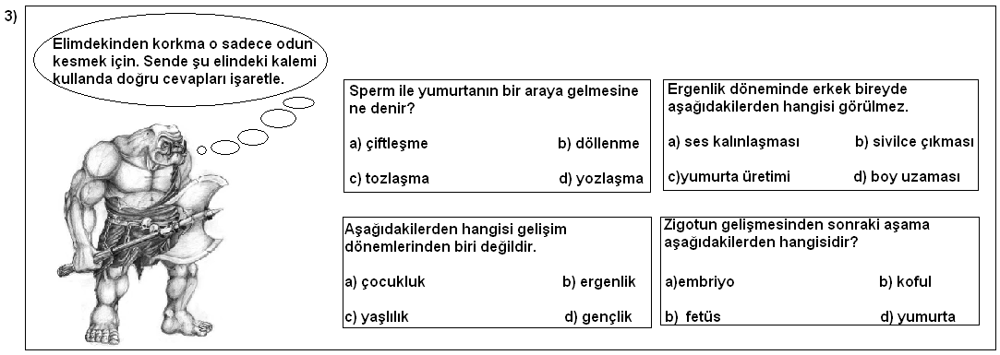 3)
Elimdekinden korkma o sadece odun
kesmek için. Sende şu elindeki kalemi
kullanda doğru cevapları işaretle.
Sperm ile yumurtanın bir araya gelmesine
ne denir?
a) çiftleşme b) döllenme
c) tozlaşma d) yozlaşma
Ergenlik döneminde erkek bireyde
aşağıdakilerden hangisi görülmez.
a) ses kalınlaşması b) sivilce çıkması
c)yumurta üretimi d) boy uzaması
Aşağıdakilerden hangisi gelişim
dönemlerinden biri değildir.
a) çocukluk b) ergenlik
c) yaşlılık d) gençlik
Zigotun gelişmesinden sonraki aşama
aşağıdakilerden hangisidir?
a)embriyo b) koful
b) fetüs d) yumurta